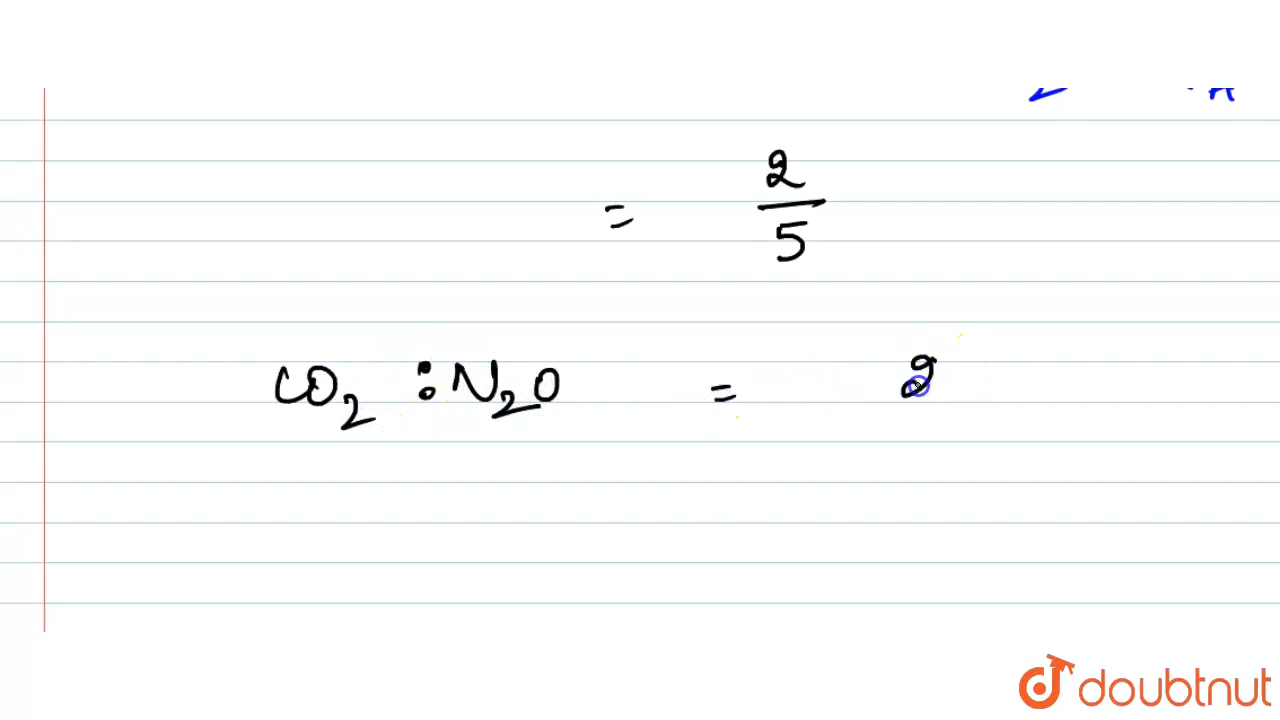 = 2/5
CO₂ : N₂O = 2
doubtnut